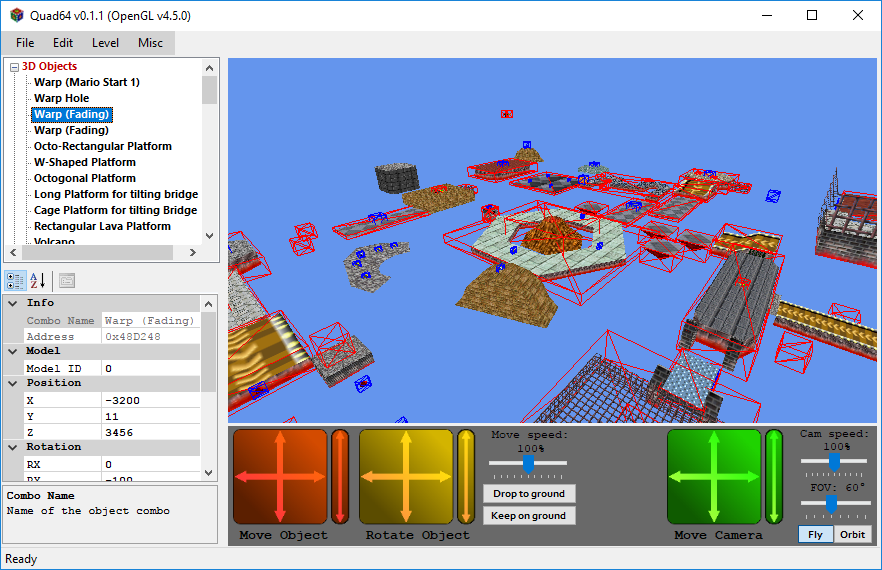 Quad64 v0.1.1 (OpenGL v4.5.0)
File Edit Level Misc
3D Objects
Warp (Mario Start 1)
Warp Hole
Warp (Fading)
Warp (Fading)
Octo-Rectangular Platform
W-Shaped Platform
Octogonal Platform
Long Platform for tilting bridge
Cage Platform for tilting Bridge
Rectangular Lava Platform
Volcano
Info
Combo Name Warp (Fading)
Address 0x48D248
Model
Model ID 0
Position
X -3200
Y 11
Z 3456
Rotation
RX 0
RY -100
Combo Name
Name of the object combo
Move Object
Rotate Object
Move speed:
100%
Drop to ground
Keep on ground
Move Camera
Cam speed:
100%
FOV: 60°
Fly Orbit
Ready